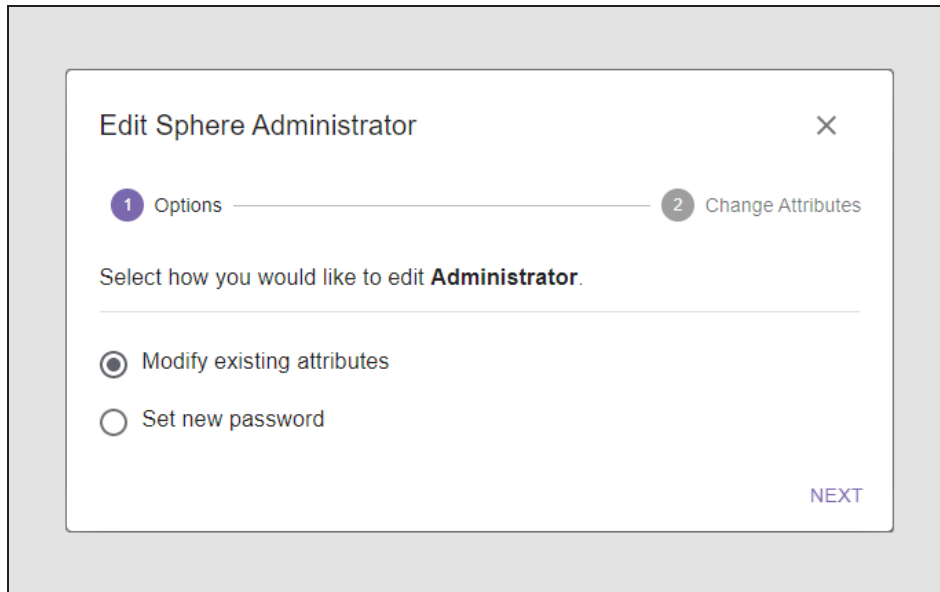 Edit Sphere Administrator
1 Options 2 Change Attributes
Select how you would like to edit Administrator.
Modify existing attributes
Set new password
NEXT